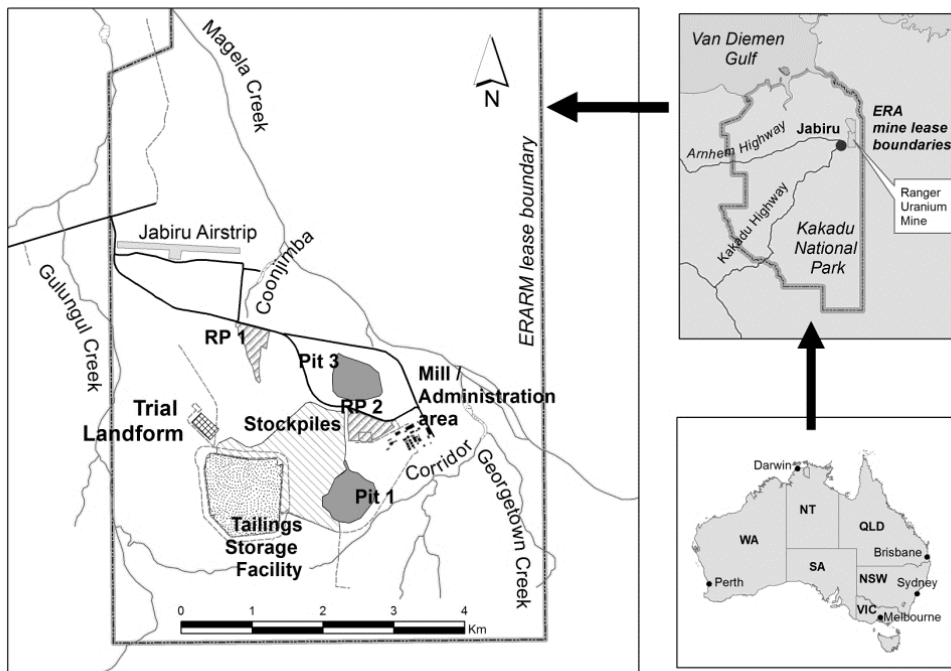 Magela Creek
N
Jabiru Airstrip
Coonjimba
Gulungul Creek
ERARM lease boundary
RP 1
Pit 3
Mill /
Administration
area
RP 2
Trial
Landform
Stockpiles
Corridor
Georgetown Creek
Pit 1
Tailings
Storage
Facility
0 1 2 3 4
Km
Van Diemen
Gulf
ERA
mine lease
boundaries
Jabiru
Arnhem Highway
Ranger
Uranium
Mine
Kakadu Highway
Kakadu
National
Park
Darwin
NT
QLD
WA
Brisbane
SA
NSW
Perth
Sydney
VIC
Melbourne